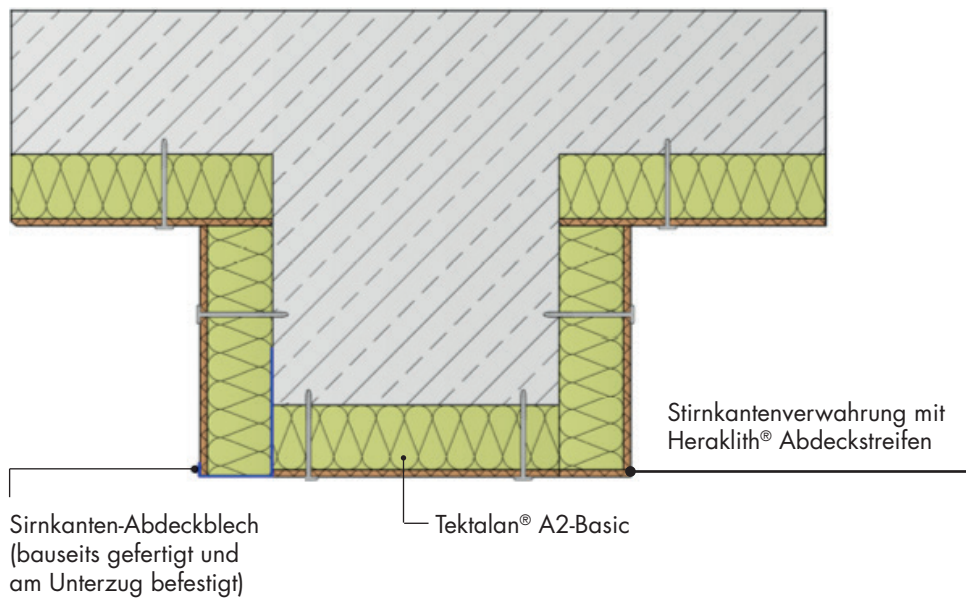 Stirnkantenverwahrung mit
Heraklith® Abdeckstreifen
Sirnkanten-Abdeckblech
(bauseits gefertigt und
am Unterzug befestigt)
Tektalan® A2-Basic